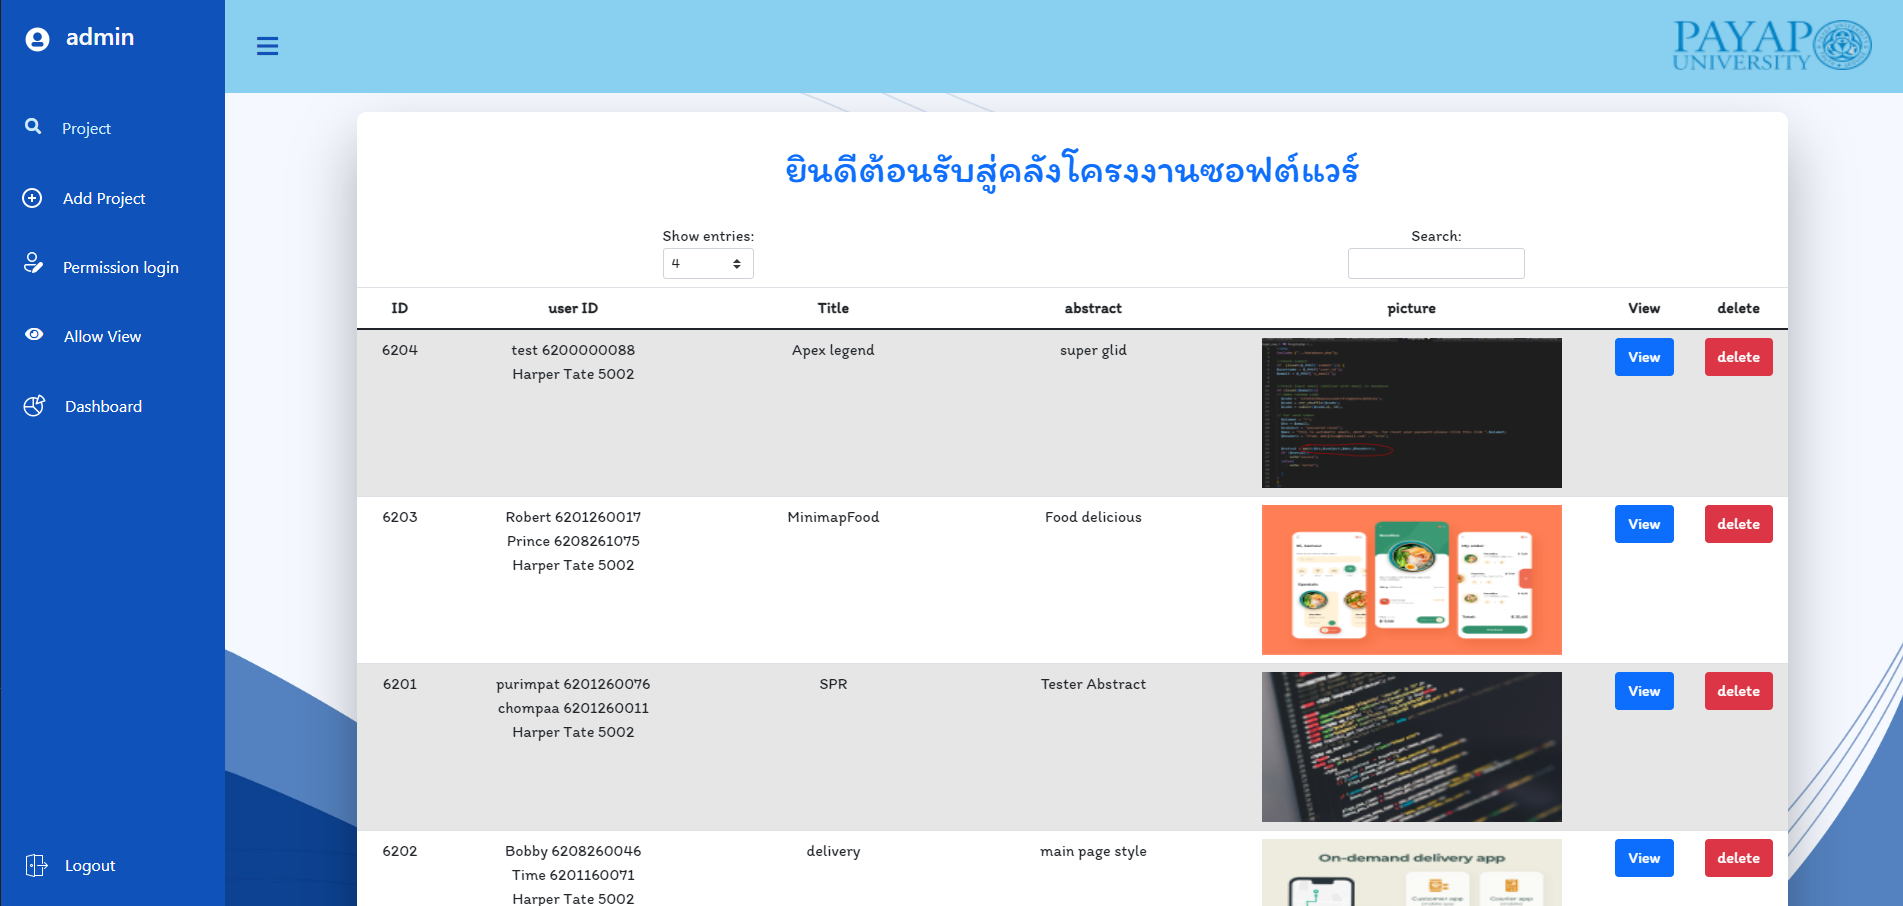 admin
Project
Add Project
Permission login
Allow View
Dashboard
Logout
PAYAP
UNIVERSITY
ยินดีต้อนรับสู่คลังโครงงานซอฟต์แวร์
Show entries:
4
Search:
ID user ID Title abstract picture View delete
6204 test 6200000088 Apex legend super glid View delete
Harper Tate 5002
6203 Robert 6201260017 MinimapFood Food delicious View delete
Prince 6208261075
Harper Tate 5002
6201 purimpat 6201260076 SPR Tester Abstract View delete
chompaa 6201260011
Harper Tate 5002
6202 Bobby 6208260046 delivery main page style View delete
Time 6201160071
Harper Tate 5002
On-demand delivery app
Customer app
Courier app